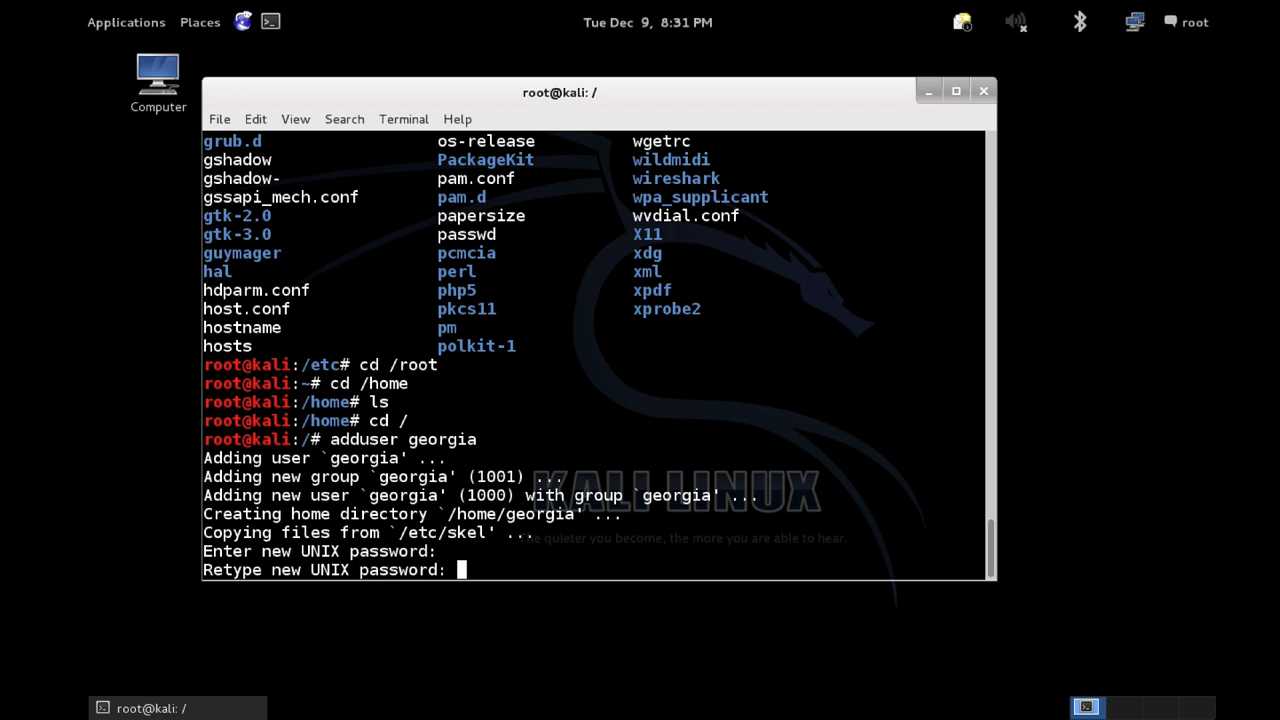 Applications Places Tue Dec 9, 8:31 PM root
Computer
root@kali: /
File Edit View Search Terminal Help
grub.d os-release wgetrc
gshadow PackageKit wildmidi
gshadow- pam.conf wireshark
gssapi_mech.conf pam.d wpa_supplicant
gtk-2.0 papersize wvdial.conf
gtk-3.0 passwd X11
guymager pcmcia xdg
hal perl xml
hdparm.conf php5 xpdf
host.conf pkcs11 xprobe2
hostname pm
hosts polkit-1
root@kali:/etc# cd /root
root@kali:~# cd /home
root@kali:/home# ls
root@kali:/home# cd /
root@kali:/# adduser georgia
Adding user `georgia' ...
Adding new group `georgia' (1001) ...
Adding new user `georgia' (1000) with group `georgia' ...
Creating home directory `/home/georgia' ...
Copying files from `/etc/skel' ...
Enter new UNIX password:
Retype new UNIX password:
KALI LINUX
The quieter you become, the more you are able to hear.
root@kali: /